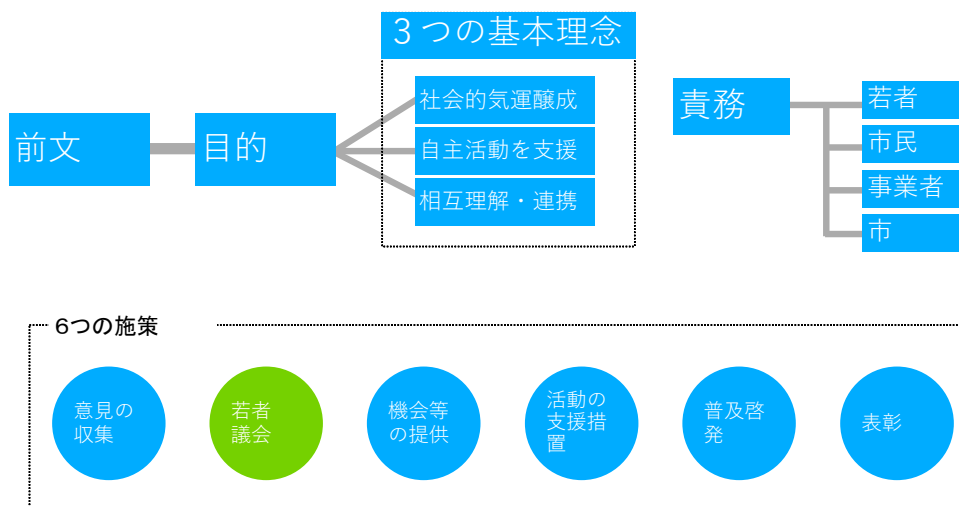 ３つの基本理念
前文
目的
社会的気運醸成
自主活動を支援
相互理解・連携
責務
若者
市民
事業者
市
6つの施策
意見の
収集
若者
議会
機会等
の提供
活動の
支援措
置
普及啓
発
表彰